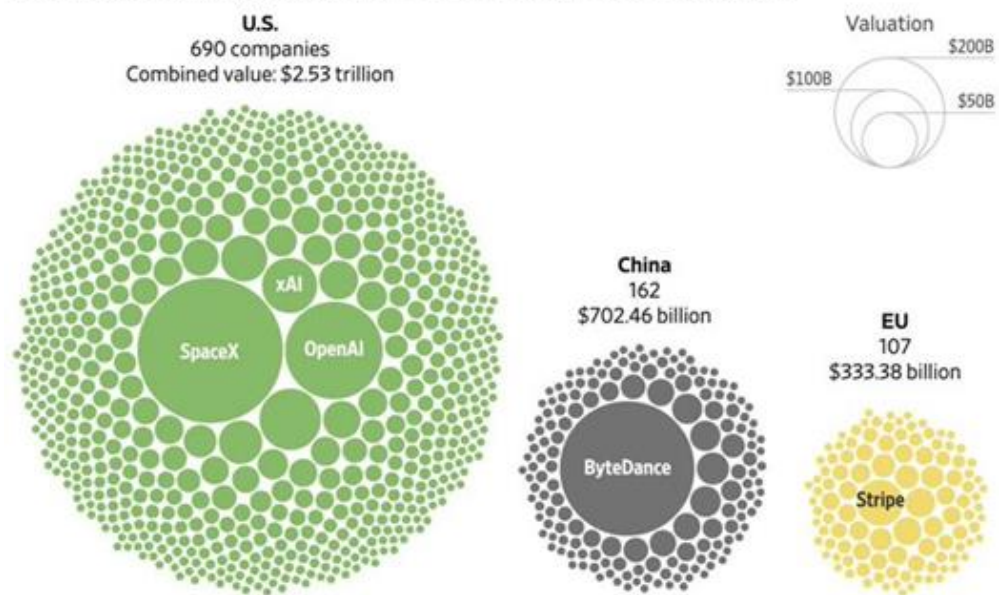 U.S.
690 companies
Combined value: $2.53 trillion
Valuation
$200B
$100B
$50B
xAI
SpaceX
OpenAI
China
162
$702.46 billion
ByteDance
EU
107
$333.38 billion
Stripe